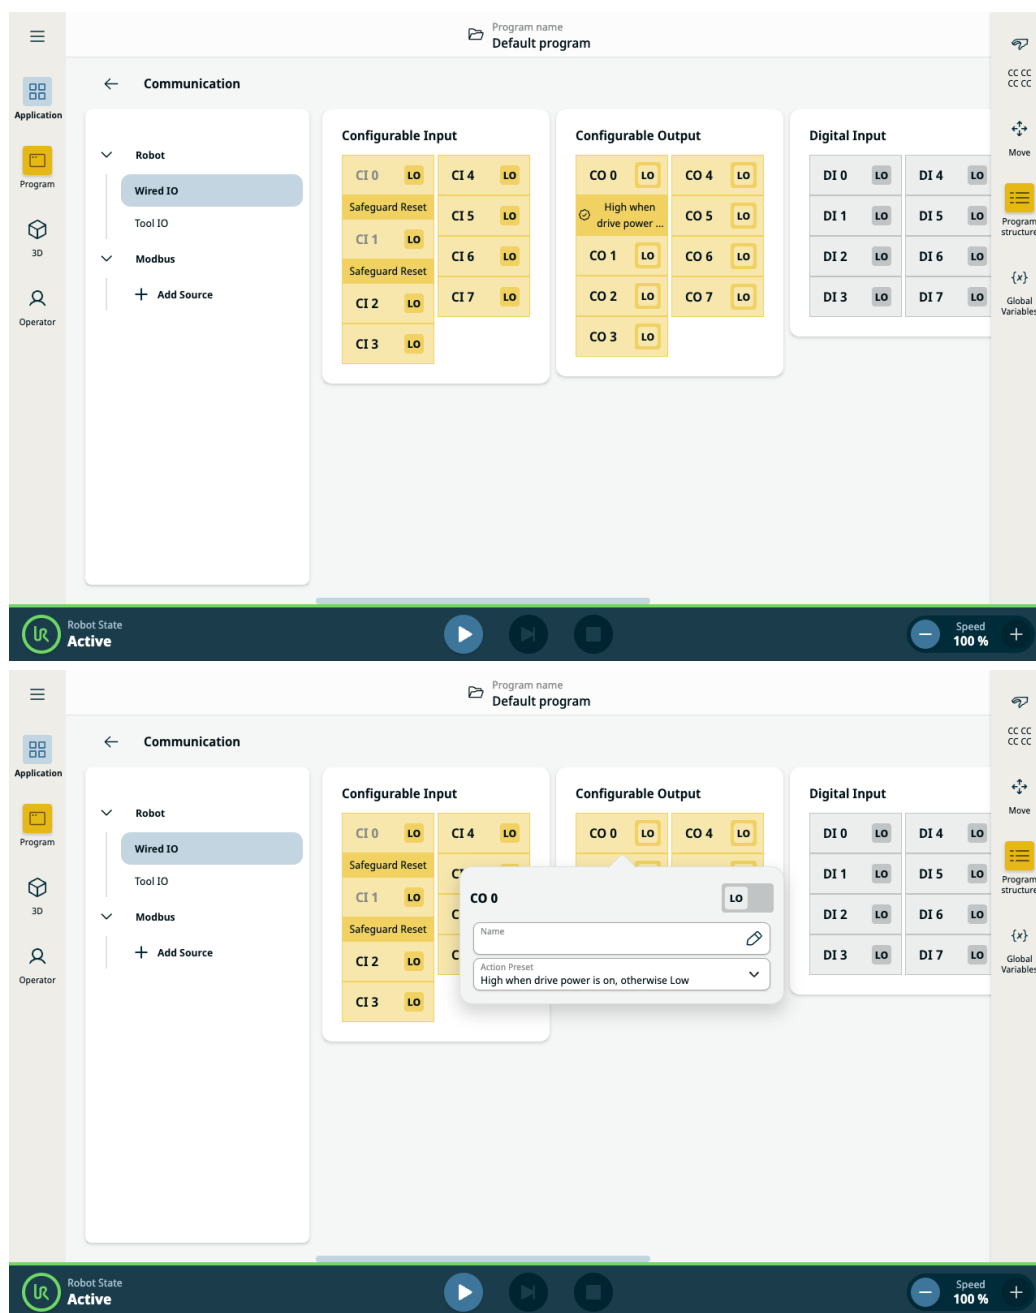 Program name
Default program
Communication
Application
Program
3D
Operator
Robot
Wired IO
Tool IO
Modbus
Add Source
Configurable Input
CI 0 LO CI 4 LO
Safeguard Reset
CI 5 LO
CI 1 LO
CI 6 LO
Safeguard Reset
CI 2 LO CI 7 LO
CI 3 LO
Configurable Output
CO 0 LO CO 4 LO
High when
drive power ...
CO 5 LO
CO 1 LO CO 6 LO
CO 2 LO CO 7 LO
CO 3 LO
Digital Input
DI 0 LO DI 4 LO
DI 1 LO DI 5 LO
DI 2 LO DI 6 LO
DI 3 LO DI 7 LO
CC CC
CC CC
Move
Program
structure
{x}
Global
Variables
UR
Robot State
Active
Speed
100 %
Program name
Default program
Communication
Application
Program
3D
Operator
Robot
Wired IO
Tool IO
Modbus
Add Source
Configurable Input
CI 0 LO CI 4 LO
Safeguard Reset
CI 1 LO
Safeguard Reset
CI 2 LO
CI 3 LO
Configurable Output
CO 0 LO CO 4 LO
CO 0 LO
Name
Action Preset
High when drive power is on, otherwise Low
Digital Input
DI 0 LO DI 4 LO
DI 1 LO DI 5 LO
DI 2 LO DI 6 LO
DI 3 LO DI 7 LO
CC CC
CC CC
Move
Program
structure
{x}
Global
Variables
UR
Robot State
Active
Speed
100 %